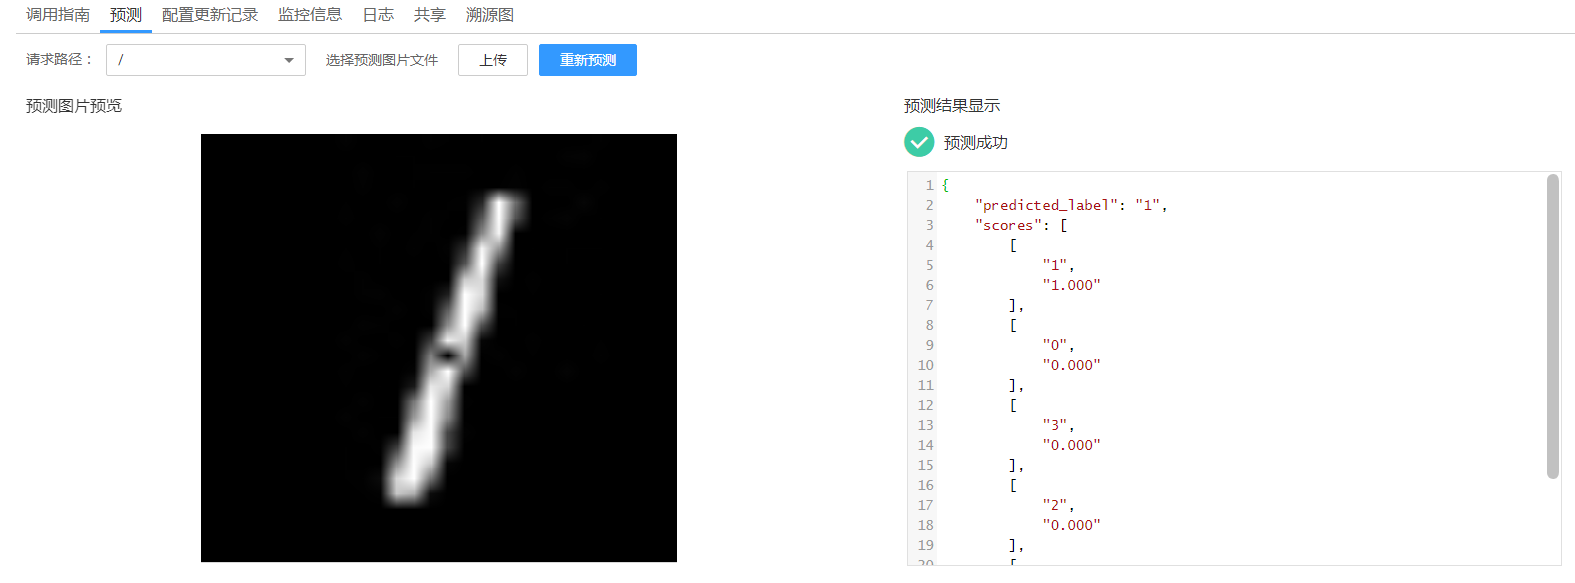 调用指南 预测 配置更新记录 监控信息 日志 共享 溯源图
请求路径： / 选择预测图片文件 上传 重新预测
预测图片预览
预测结果显示
预测成功
1 {
2 "predicted_label": "1",
3 "scores": [
4 [
5 "1",
6 "1.000"
7 ],
8 [
9 "0",
10 "0.000"
11 ],
12 [
13 "3",
14 "0.000"
15 ],
16 [
17 "2",
18 "0.000"
19 ],
20 [